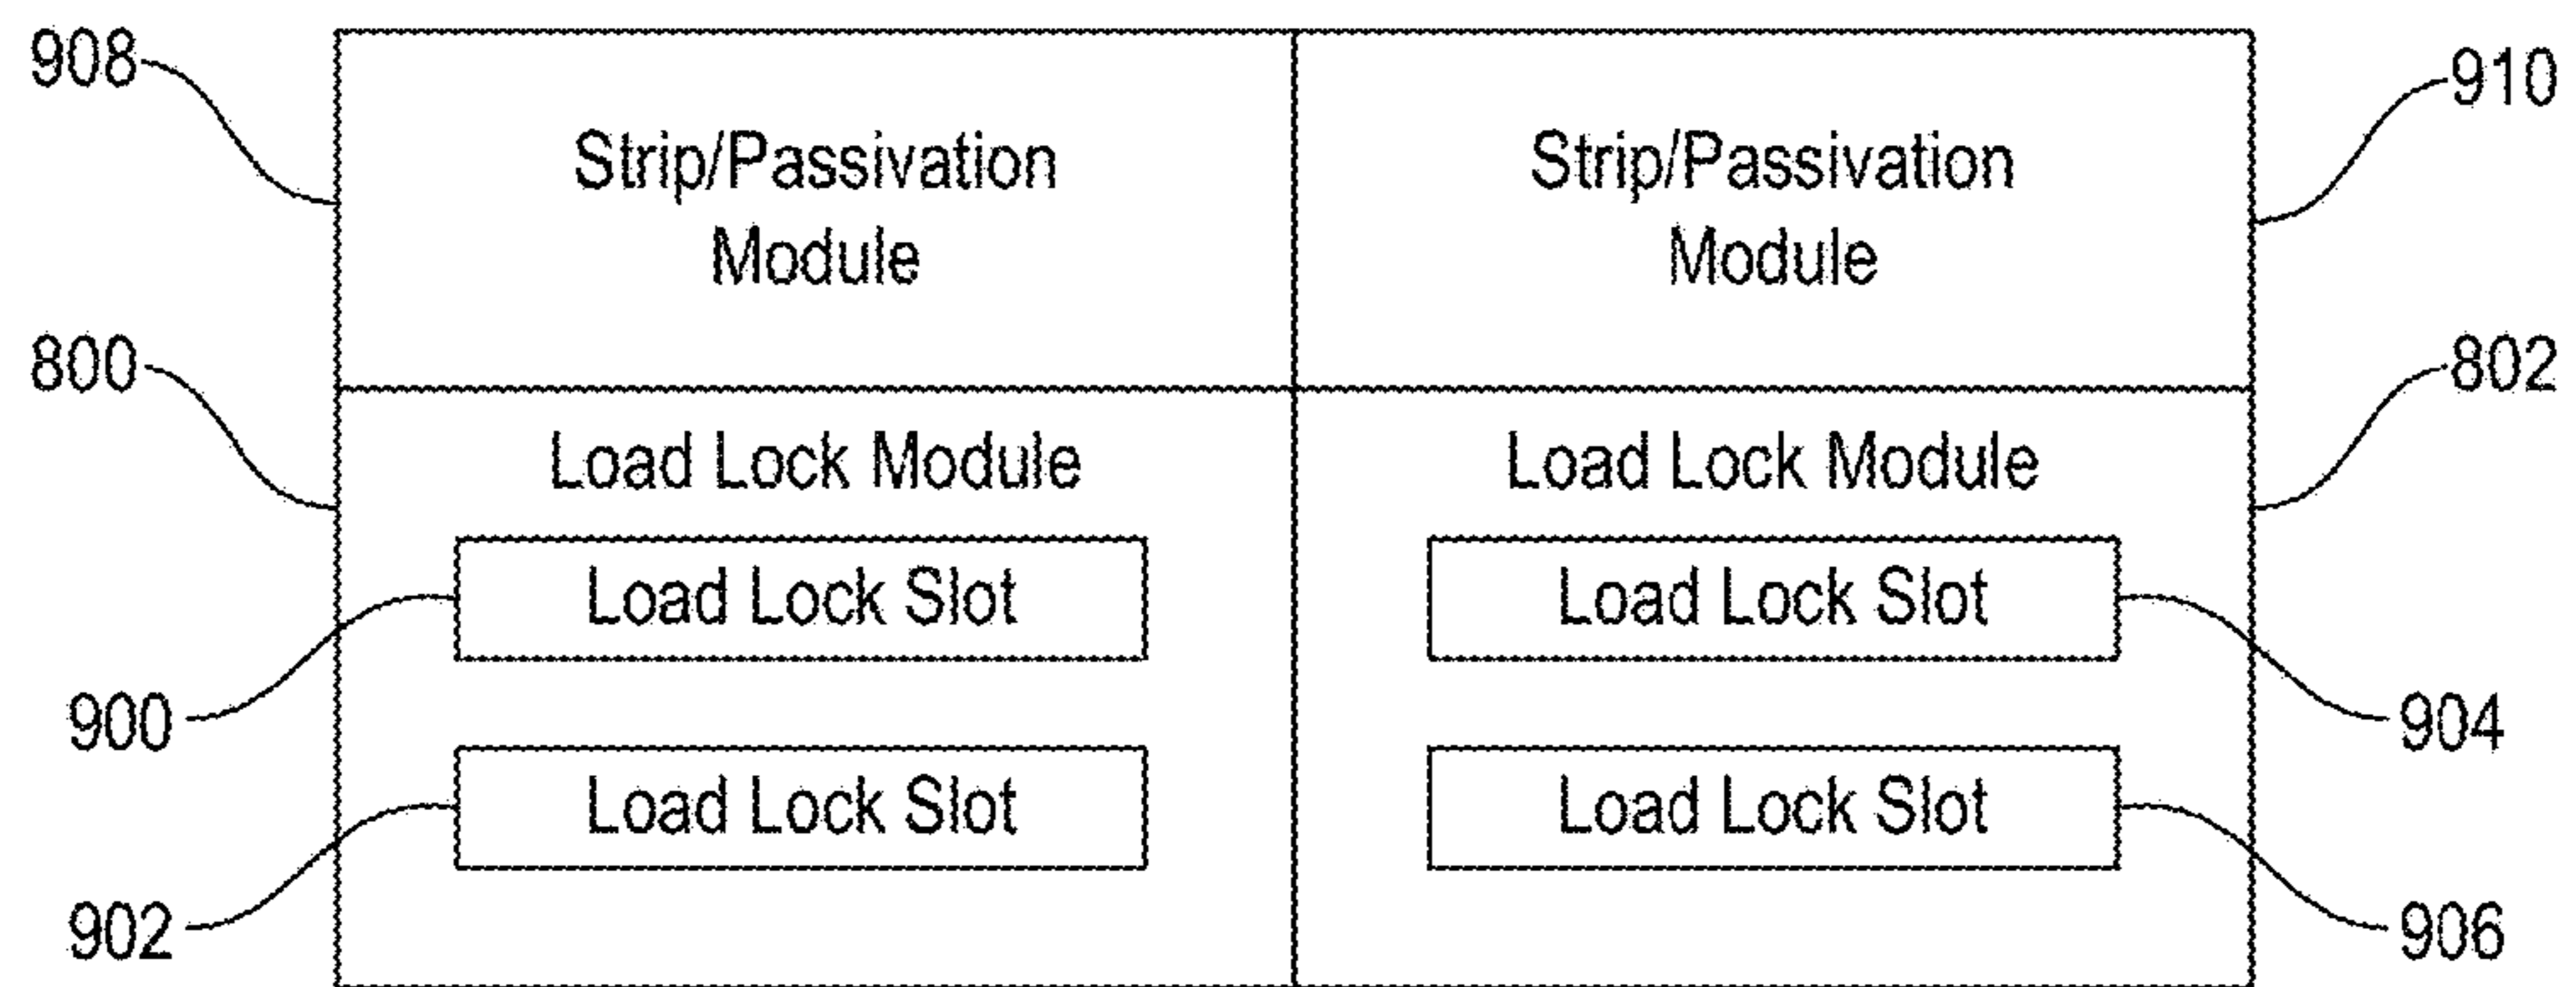 908
910
Strip/Passivation
Module
Strip/Passivation
Module
800
802
Load Lock Module
Load Lock Module
Load Lock Slot
Load Lock Slot
900
904
Load Lock Slot
Load Lock Slot
902
906